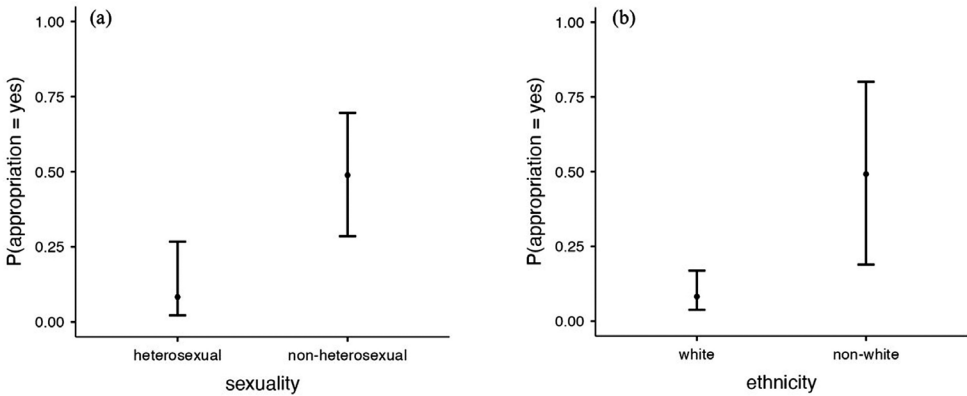 (a)
P(appropriation = yes)
1.00
0.75
0.50
0.25
0.00
heterosexual non-heterosexual
sexuality
(b)
P(appropriation = yes)
1.00
0.75
0.50
0.25
0.00
white non-white
ethnicity